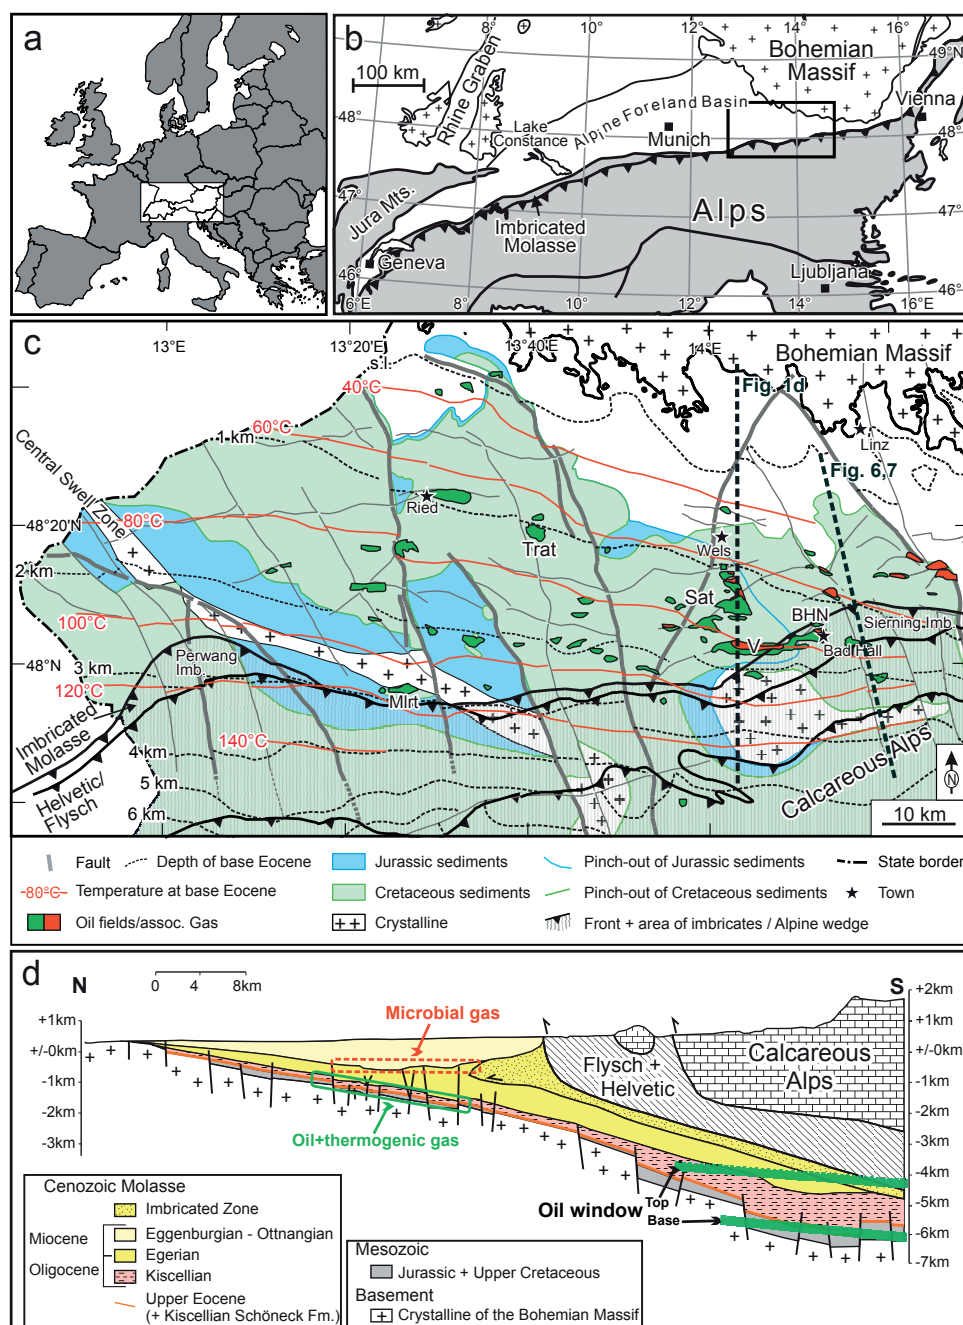 a
b
8°
10°
12°
14°
16°
49°N
100 km
Rhine Graben
Bohemian
Massif
Vienna
48°
Lake
Constance
Alpine Foreland Basin
Munich
48°
47°
Jura Mts.
Imbricated
Molasse
Alps
47°
Geneva
Ljubljana
46°
6°E
8°
10°
12°
14°
46°
16°E
c
13°E
13°20'E
s.l.
13°40'E
14°E
Bohemian Massif
Fig. 1d
40°C
60°C
1 km
Linz
Fig. 6,7
Central Swell Zone
Ried
48°20'N
80°C
Trat
Wels
2 km
Sat
100°C
BHN
Sierning Imb.
Perwang
Imb.
V
Bad Hall
48°N
3 km
120°C
Mlrt
140°C
4 km
5 km
6 km
Imbricated
Molasse
Helvetic/
Flysch
Calcareous Alps
N
10 km
Fault
Depth of base Eocene
Jurassic sediments
Pinch-out of Jurassic sediments
State border
80°C
Temperature at base Eocene
Cretaceous sediments
Pinch-out of Cretaceous sediments
Town
Oil fields/assoc. Gas
Crystalline
Front + area of imbricates / Alpine wedge
d
N
0 4 8km
S
+2km
Microbial gas
+1km
+1km
+/-0km
+/-0km
Flysch +
Helvetic
Calcareous
Alps
-1km
-1km
-2km
-2km
Oil+thermogenic gas
-3km
-3km
-4km
Cenozoic Molasse
Oil window
Top
Base
-5km
Imbricated Zone
-6km
Miocene
Eggenburgian - Ottnangian
-7km
Oligocene
Egerian
Kiscellian
Upper Eocene
(+ Kiscellian Schöneck Fm.)
Mesozoic
Jurassic + Upper Cretaceous
Basement
Crystalline of the Bohemian Massif